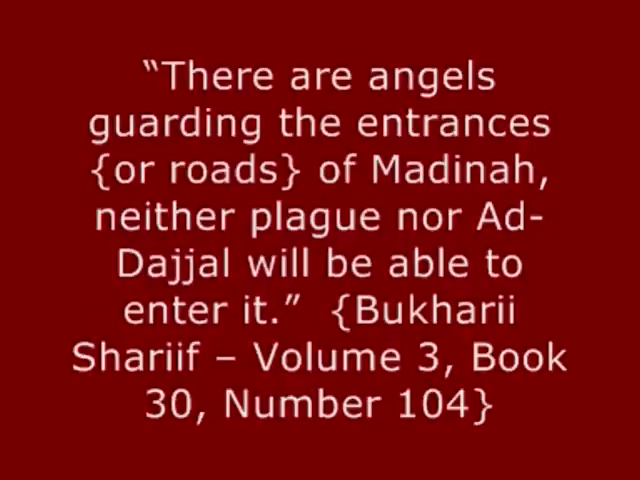 “There are angels
guarding the entrances
{or roads} of Madinah,
neither plague nor Ad-
Dajjal will be able to
enter it.”  {Bukharii
Shariif – Volume 3, Book
30, Number 104}